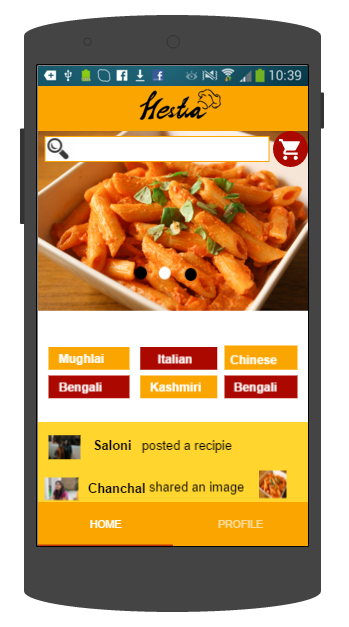 10:39
Hestia
Mughlai Italian Chinese
Bengali Kashmiri Bengali
Saloni posted a recipie
Chanchal shared an image
HOME PROFILE